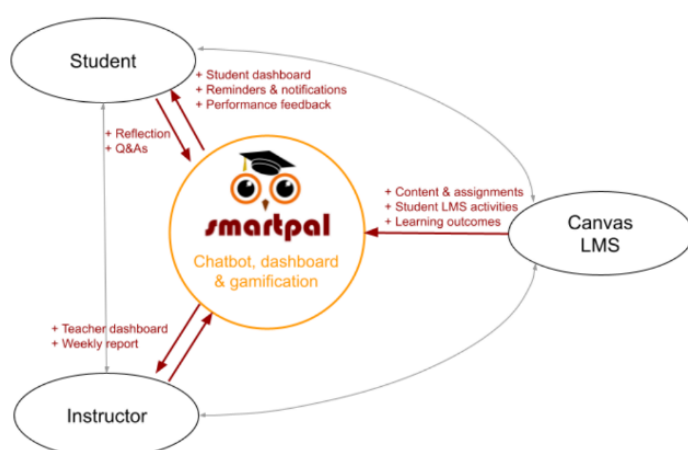 Student
+ Student dashboard
+ Reminders & notifications
+ Performance feedback
+ Reflection
+ Q&As
smartpal
Chatbot, dashboard
& gamification
+ Content & assignments
+ Student LMS activities
+ Learning outcomes
Canvas
LMS
+ Teacher dashboard
+ Weekly report
Instructor